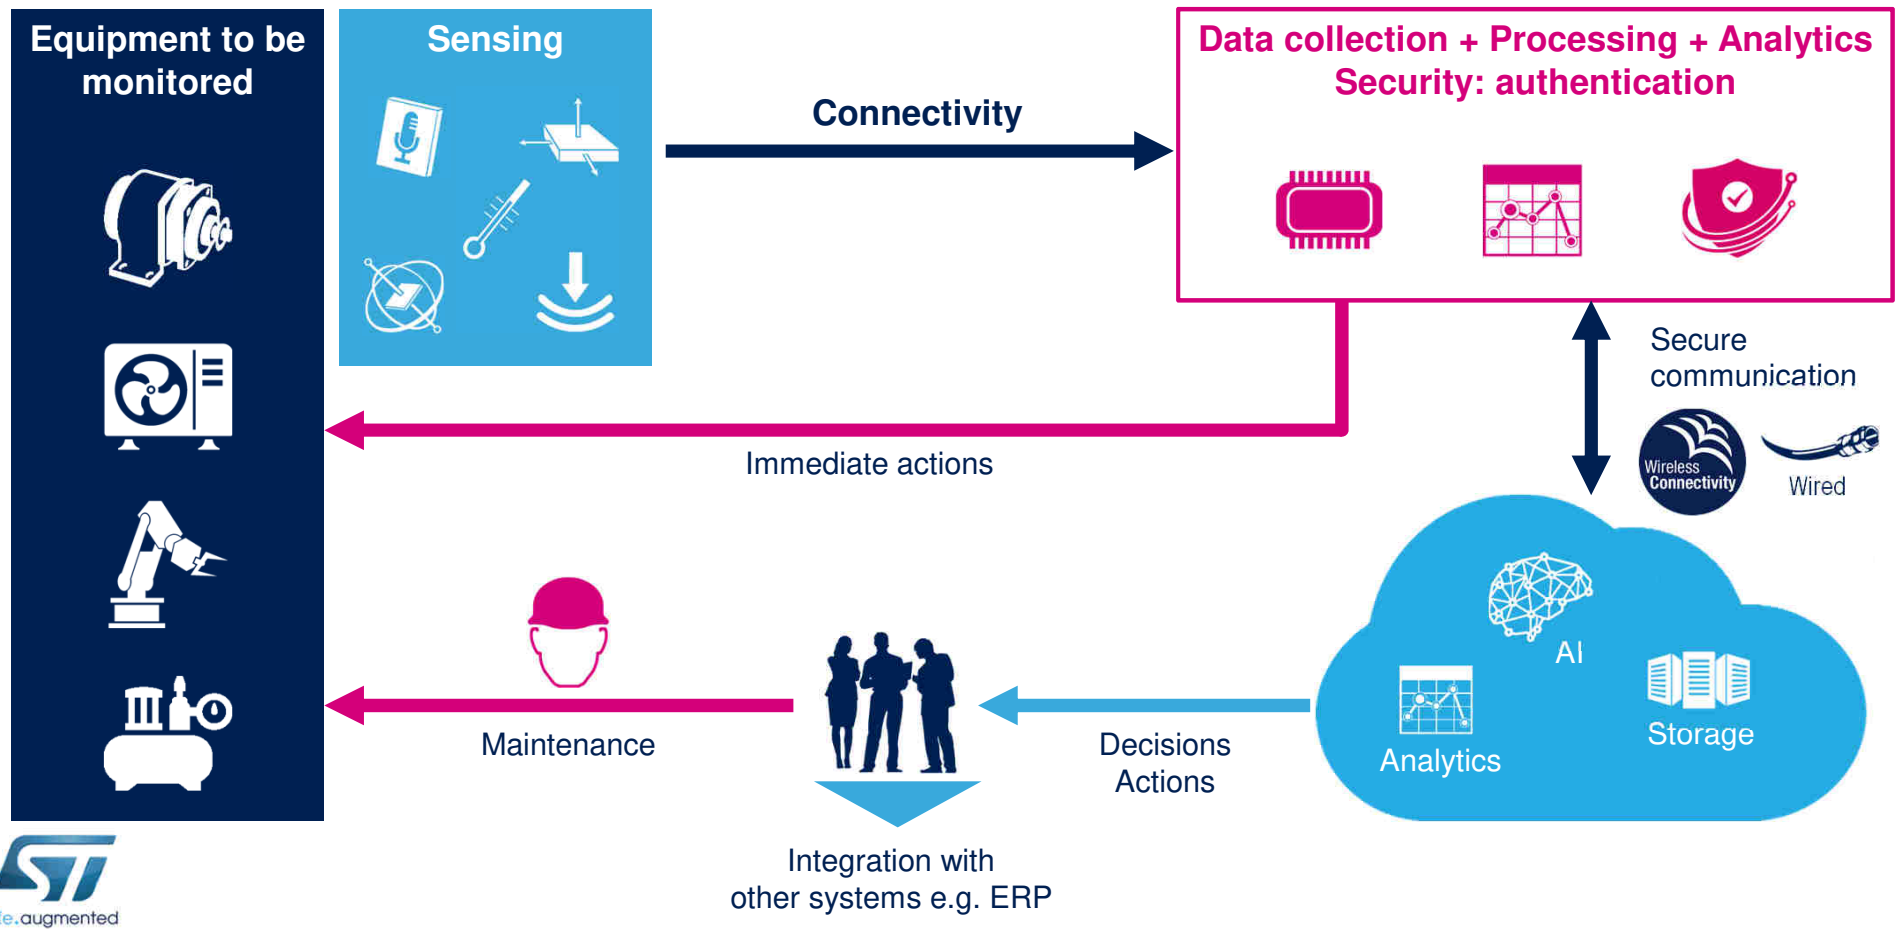 Equipment to be
monitored
Sensing
Connectivity
Data collection + Processing + Analytics
Security: authentication
Secure
communication
Wireless
Connectivity
Wired
Immediate actions
AI
Analytics
Storage
Maintenance
Decisions
Actions
Integration with
other systems e.g. ERP
ST
e.augmented